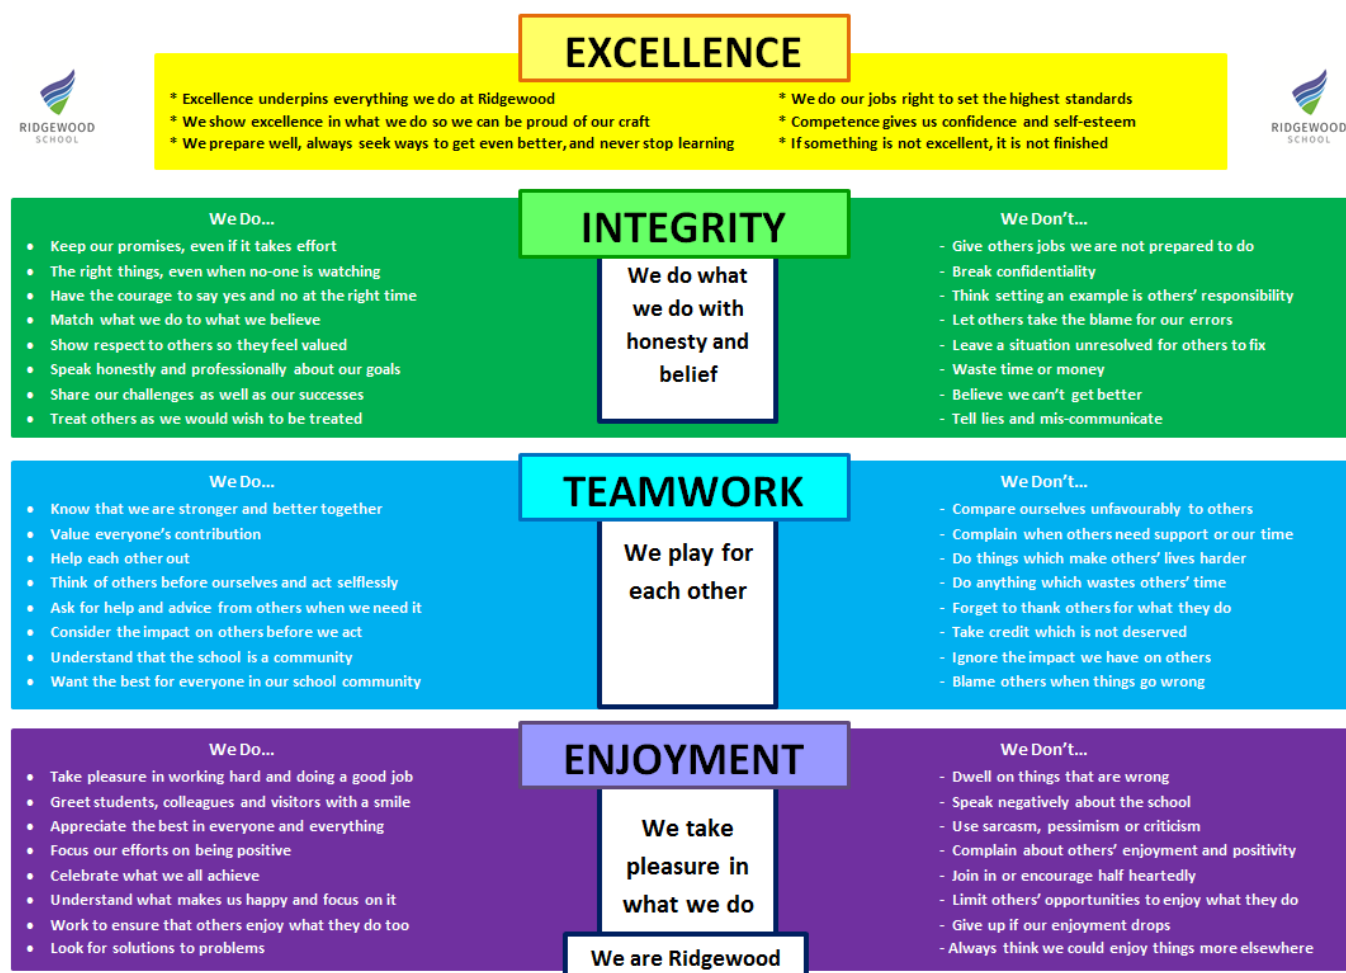 EXCELLENCE
RIDGEWOOD
SCHOOL
* Excellence underpins everything we do at Ridgewood
* We show excellence in what we do so we can be proud of our craft
* We prepare well, always seek ways to get even better, and never stop learning
* We do our jobs right to set the highest standards
* Competence gives us confidence and self-esteem
* If something is not excellent, it is not finished
RIDGEWOOD
SCHOOL
INTEGRITY
We Do...
• Keep our promises, even if it takes effort
• The right things, even when no-one is watching
• Have the courage to say yes and no at the right time
• Match what we do to what we believe
• Show respect to others so they feel valued
• Speak honestly and professionally about our goals
• Share our challenges as well as our successes
• Treat others as we would wish to be treated
We do what
we do with
honesty and
belief
We Don't...
- Give others jobs we are not prepared to do
- Break confidentiality
- Think setting an example is others' responsibility
- Let others take the blame for our errors
- Leave a situation unresolved for others to fix
- Waste time or money
- Believe we can't get better
- Tell lies and mis-communicate
TEAMWORK
We Do...
• Know that we are stronger and better together
• Value everyone's contribution
• Help each other out
• Think of others before ourselves and act selflessly
• Ask for help and advice from others when we need it
• Consider the impact on others before we act
• Understand that the school is a community
• Want the best for everyone in our school community
We play for
each other
We Don't...
- Compare ourselves unfavourably to others
- Complain when others need support or our time
- Do things which make others' lives harder
- Do anything which wastes others' time
- Forget to thank others for what they do
- Take credit which is not deserved
- Ignore the impact we have on others
- Blame others when things go wrong
ENJOYMENT
We Do...
• Take pleasure in working hard and doing a good job
• Greet students, colleagues and visitors with a smile
• Appreciate the best in everyone and everything
• Focus our efforts on being positive
• Celebrate what we all achieve
• Understand what makes us happy and focus on it
• Work to ensure that others enjoy what they do too
• Look for solutions to problems
We take
pleasure in
what we do
We Don't...
- Dwell on things that are wrong
- Speak negatively about the school
- Use sarcasm, pessimism or criticism
- Complain about others' enjoyment and positivity
- Join in or encourage half heartedly
- Limit others' opportunities to enjoy what they do
- Give up if our enjoyment drops
- Always think we could enjoy things more elsewhere
We are Ridgewood